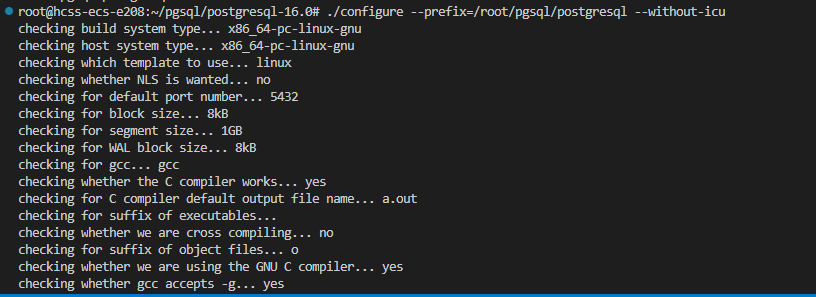 root@hcss-ecs-e208:~/pgsql/postgresql-16.0# ./configure --prefix=/root/pgsql/postgresql --without-icu
checking build system type... x86_64-pc-linux-gnu
checking host system type... x86_64-pc-linux-gnu
checking which template to use... linux
checking whether NLS is wanted... no
checking for default port number... 5432
checking for block size... 8kB
checking for segment size... 1GB
checking for WAL block size... 8kB
checking for gcc... gcc
checking whether the C compiler works... yes
checking for C compiler default output file name... a.out
checking for suffix of executables...
checking whether we are cross compiling... no
checking for suffix of object files... o
checking whether we are using the GNU C compiler... yes
checking whether gcc accepts -g... yes